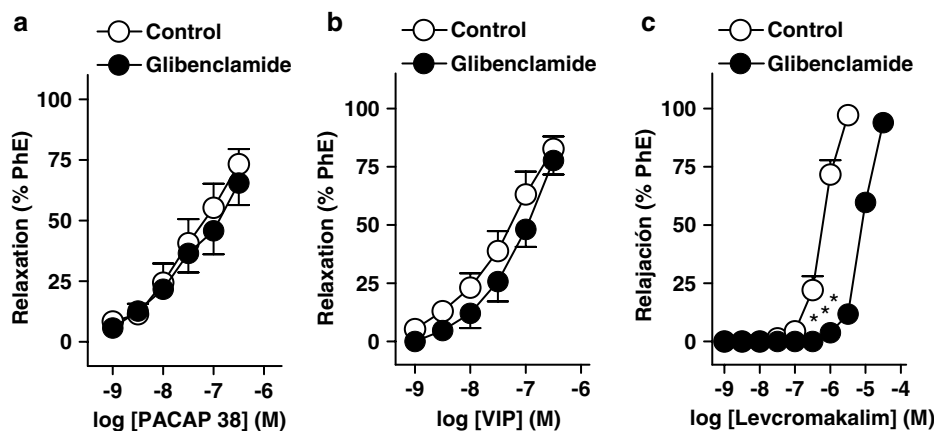 a
Control
Glibenclamide
Relaxation (% PhE)
100
75
50
25
0
-9 -8 -7 -6
log [PACAP 38] (M)
b
Control
Glibenclamide
Relaxation (% PhE)
100
75
50
25
0
-9 -8 -7 -6
log [VIP] (M)
c
Control
Glibenclamide
Relajación (% PhE)
100
75
50
25
0
* * *
-9 -8 -7 -6 -5 -4
log [Levcromakalim] (M)